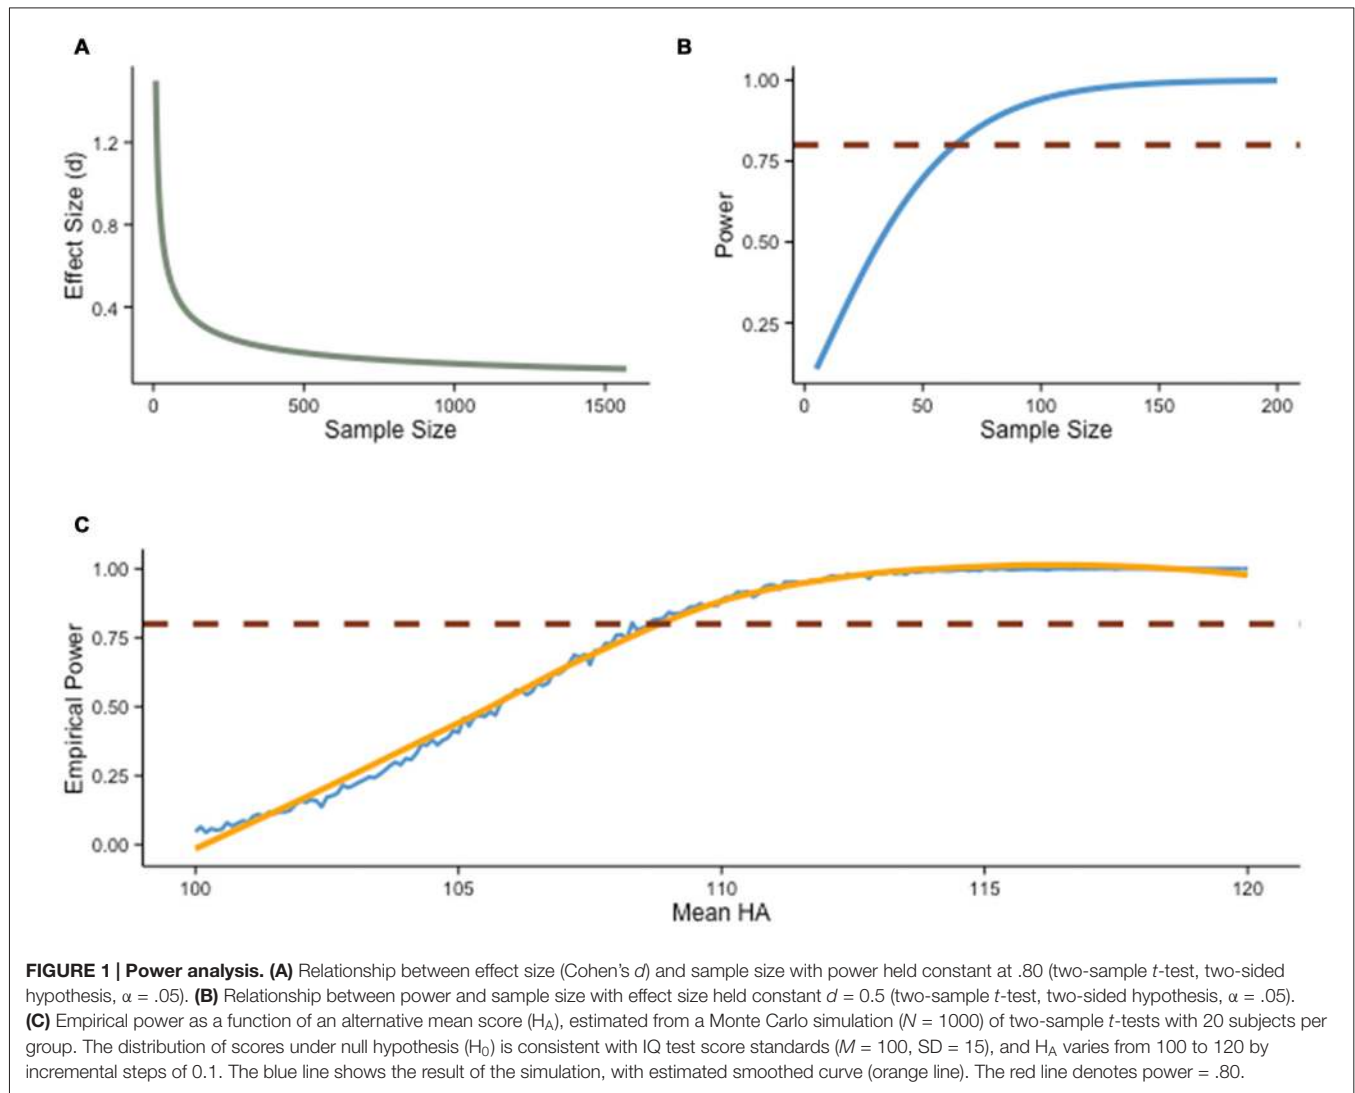 A
Effect Size (d)
1.2
0.8
0.4
0 500 1000 1500
Sample Size
B
Power
1.00
0.75
0.50
0.25
0 50 100 150 200
Sample Size
C
Empirical Power
1.00
0.75
0.50
0.25
0.00
100 105 110 115 120
Mean HA
FIGURE 1 | Power analysis. (A) Relationship between effect size (Cohen's d) and sample size with power held constant at .80 (two-sample t-test, two-sided
hypothesis, α = .05). (B) Relationship between power and sample size with effect size held constant d = 0.5 (two-sample t-test, two-sided hypothesis, α = .05).
(C) Empirical power as a function of an alternative mean score (HA), estimated from a Monte Carlo simulation (N = 1000) of two-sample t-tests with 20 subjects per
group. The distribution of scores under null hypothesis (H0) is consistent with IQ test score standards (M = 100, SD = 15), and HA varies from 100 to 120 by
incremental steps of 0.1. The blue line shows the result of the simulation, with estimated smoothed curve (orange line). The red line denotes power = .80.